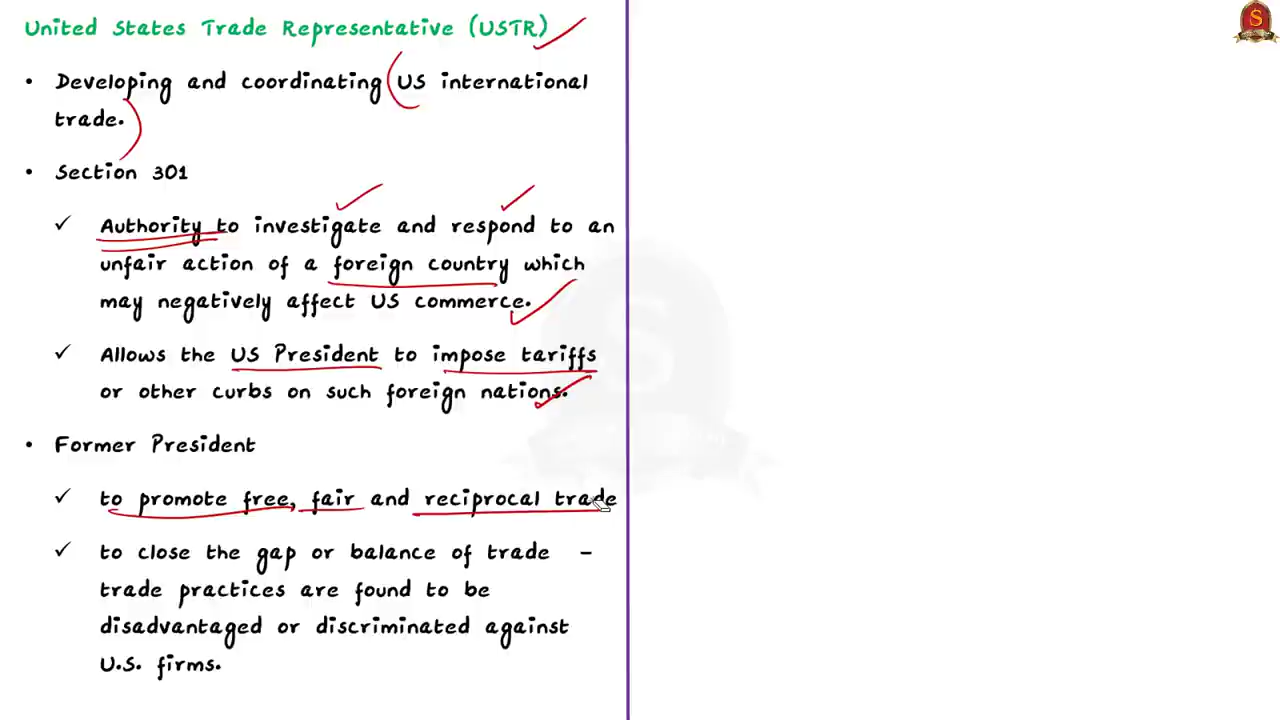 United States Trade Representative (USTR)
• Developing and coordinating US international
trade.
• Section 301
✓ Authority to investigate and respond to an
unfair action of a foreign country which
may negatively affect US commerce.
✓ Allows the US President to impose tariffs
or other curbs on such foreign nations.
• Former President
✓ to promote free, fair and reciprocal trade
✓ to close the gap or balance of trade –
trade practices are found to be
disadvantaged or discriminated against
U.S. firms.
S